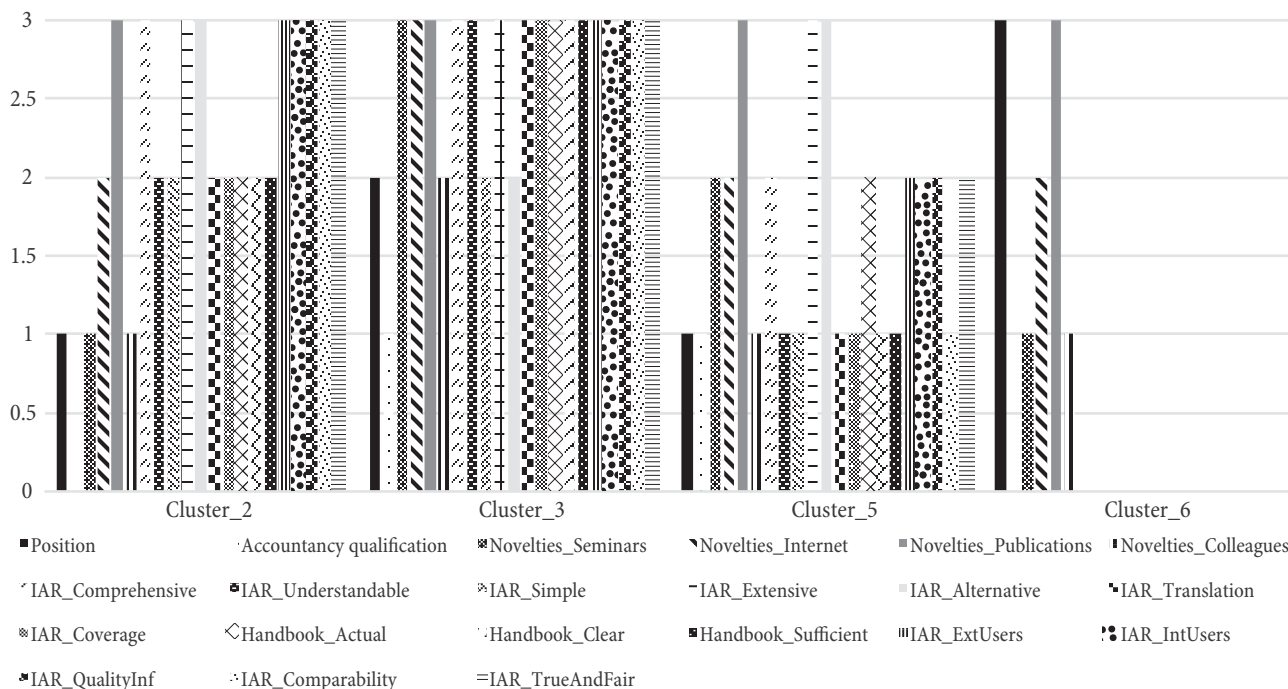 3
2.5
2
1.5
1
0.5
0
Cluster_2 Cluster_3 Cluster_5 Cluster_6
Position Accountancy qualification Novelties_Seminars Novelties_Internet Novelties_Publications Novelties_Colleagues
IAR_Comprehensive IAR_Understandable IAR_Simple IAR_Extensive IAR_Alternative IAR_Translation
IAR_Coverage Handbook_Actual Handbook_Clear Handbook_Sufficient IAR_ExtUsers IAR_IntUsers
IAR_QualityInf IAR_Comparability IAR_TrueAndFair